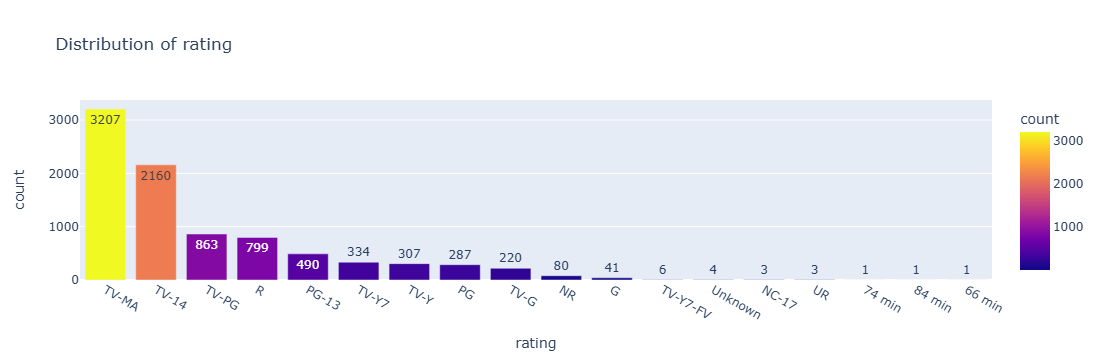 Distribution of rating
count
3000
2000
1000
0
3207
2160
863
799
490
334
307
287
220
80
41
6
4
3
3
1
1
1
TV-MA
TV-14
TV-PG
R
PG-13
TV-Y7
TV-Y
PG
TV-G
NR
G
TV-Y7-FV
Unknown
NC-17
UR
74 min
84 min
66 min
rating
count
3000
2000
1000